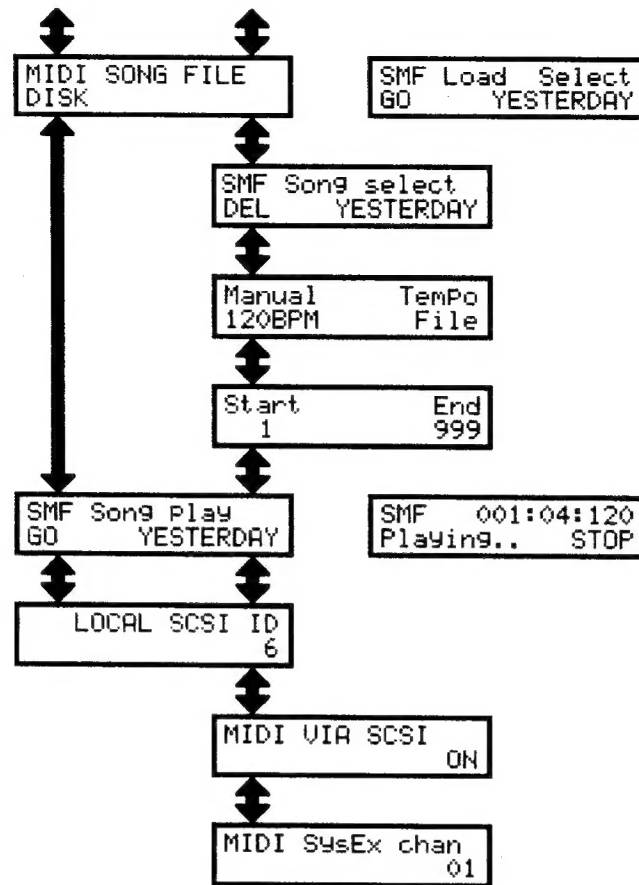 MIDI SONG FILE
DISK
SMF Load Select
GO YESTERDAY
SMF Song select
DEL YESTERDAY
Manual TemPo
120BPM File
Start End
1 999
SMF Song Play
GO YESTERDAY
SMF 001:04:120
Playing.. STOP
LOCAL SCSI ID
6
MIDI VIA SCSI
ON
MIDI SysEx chan
01